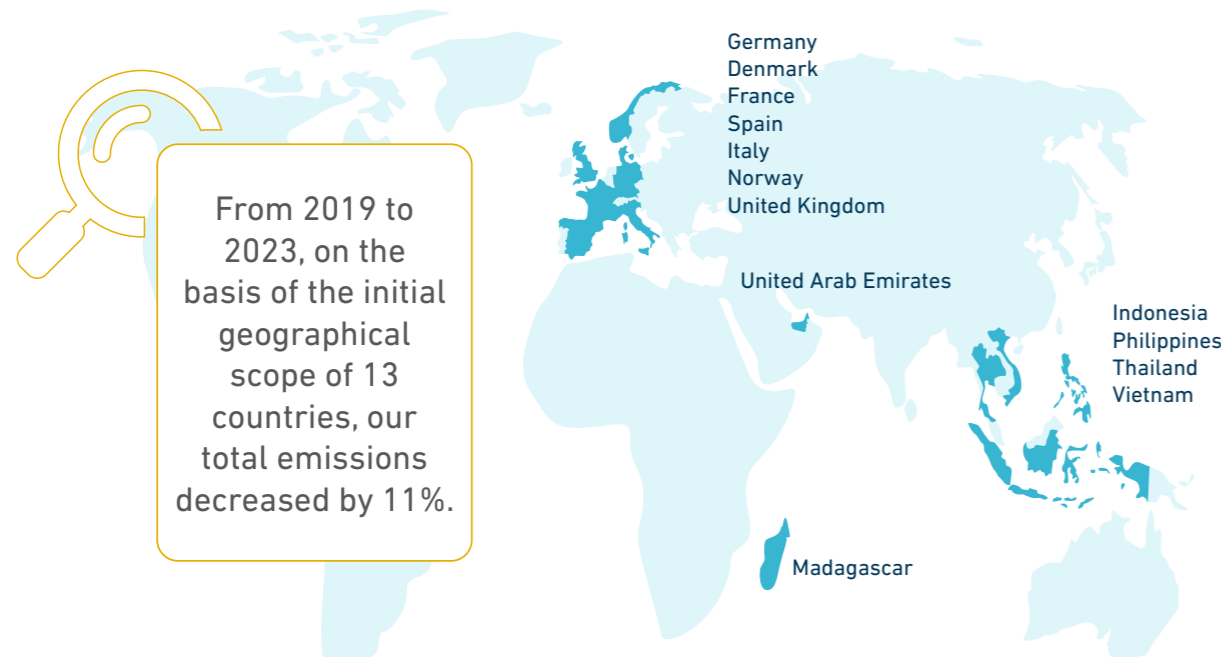 From 2019 to
2023, on the
basis of the initial
geographical
scope of 13
countries, our
total emissions
decreased by 11%.
Germany
Denmark
France
Spain
Italy
Norway
United Kingdom
United Arab Emirates
Indonesia
Philippines
Thailand
Vietnam
Madagascar